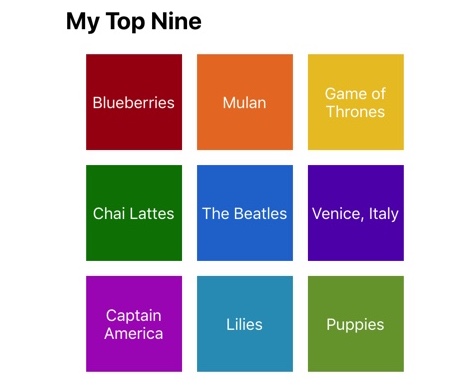 My Top Nine
Blueberries
Mulan
Game of
Thrones
Chai Lattes
The Beatles
Venice, Italy
Captain
America
Lilies
Puppies